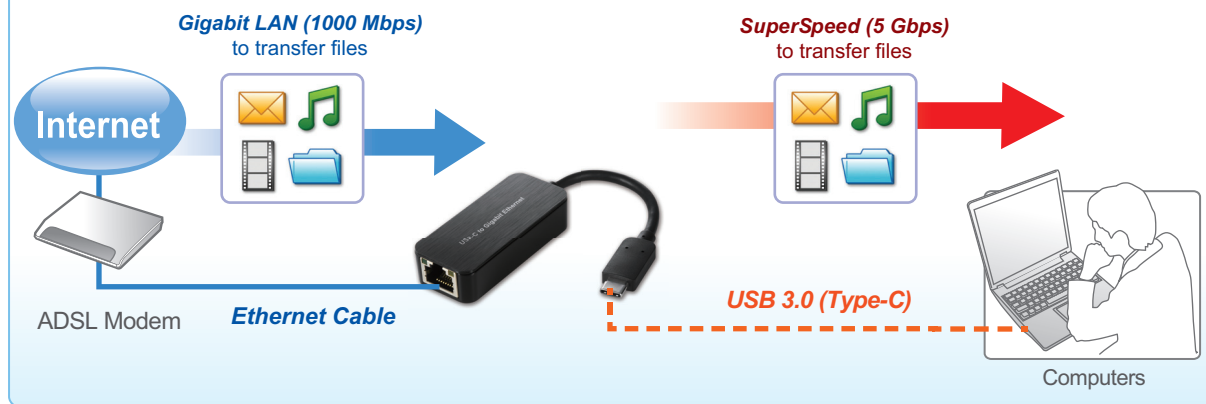 Gigabit LAN (1000 Mbps)
to transfer files
SuperSpeed (5 Gbps)
to transfer files
Internet
USB-C to Gigabit Ethernet
ADSL Modem
Ethernet Cable
USB 3.0 (Type-C)
Computers